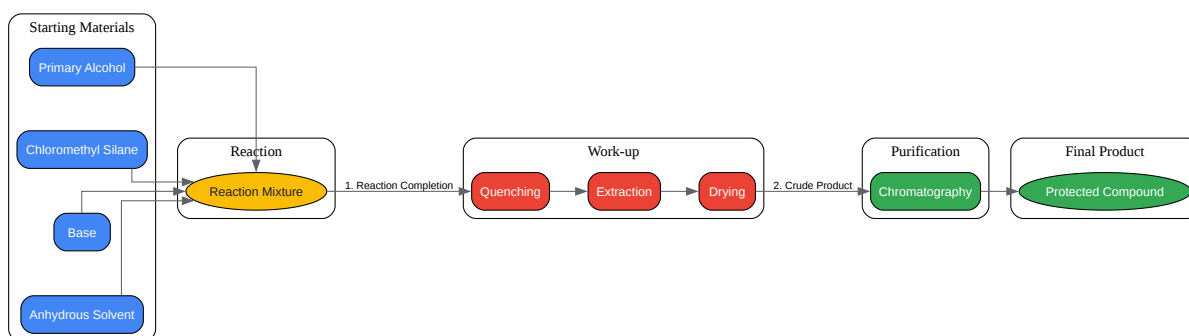 Starting Materials
Primary Alcohol
Chloromethyl Silane
Base
Anhydrous Solvent
Reaction
Reaction Mixture
1. Reaction Completion
Work-up
Quenching
Extraction
Drying
2. Crude Product
Purification
Chromatography
Final Product
Protected Compound